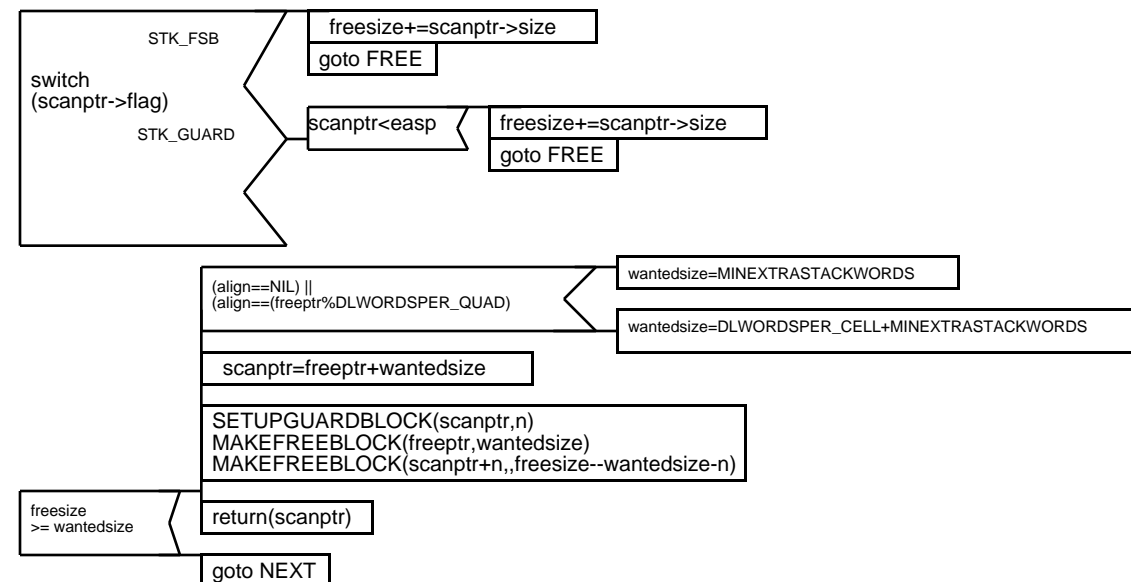 STK_FSB
freesize+=scanptr->size
goto FREE
switch
(scanptr->flag)
STK_GUARD
scanptr<easp
freesize+=scanptr->size
goto FREE
(align==NIL) ||
(align==(freeptr%DLWORDSPER_QUAD)
wantedsize=MINEXTRASTACKWORDS
wantedsize=DLWORDSPER_CELL+MINEXTRASTACKWORDS
scanptr=freeptr+wantedsize
SETUPGUARDBLOCK(scanptr,n)
MAKEFREEBLOCK(freeptr,wantedsize)
MAKEFREEBLOCK(scanptr+n,,freesize--wantedsize-n)
freesize
>= wantedsize
return(scanptr)
goto NEXT